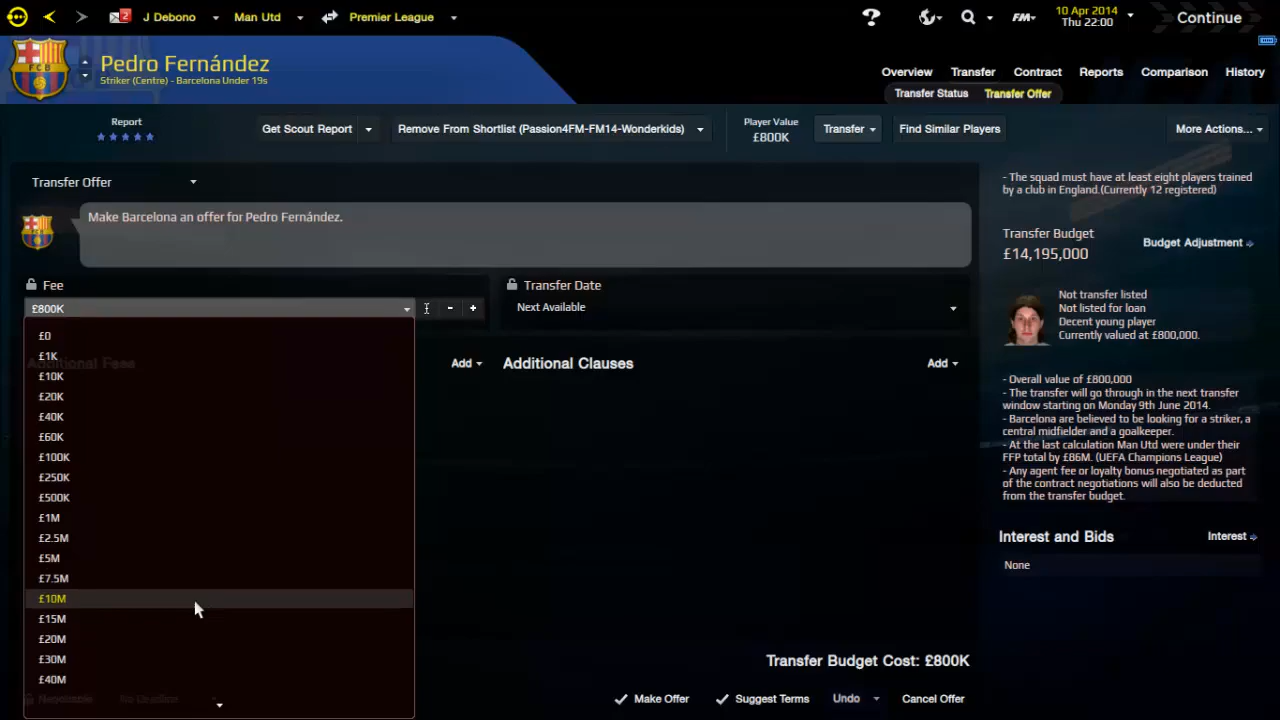 2 J Debono Man Utd Premier League FM 10 Apr 2014 Thu 22:00 Continue
Pedro Fernández
Striker (Centre) - Barcelona Under 19s
Overview Transfer Contract Reports Comparison History
Transfer Status Transfer Offer
Report
Get Scout Report Remove From Shortlist (Passion4FM-FM14-Wonderkids) Player Value £800K Transfer Find Similar Players More Actions...
Transfer Offer
Make Barcelona an offer for Pedro Fernández.
Fee
£800K
£0
£1K
£10K
£20K
£40K
£60K
£100K
£250K
£500K
£1M
£2.5M
£5M
£7.5M
£10M
£15M
£20M
£30M
£40M
Additional Fees Add
Negotiable No Deadline
Transfer Date
Next Available
Additional Clauses Add
Transfer Budget Cost: £800K
Make Offer Suggest Terms Undo Cancel Offer
- The squad must have at least eight players trained
by a club in England.(Currently 12 registered)
Transfer Budget
£14,195,000
Budget Adjustment
Not transfer listed
Not listed for loan
Decent young player
Currently valued at £800,000.
- Overall value of £800,000
- The transfer will go through in the next transfer
window starting on Monday 9th June 2014.
- Barcelona are believed to be looking for a striker, a
central midfielder and a goalkeeper.
- At the last calculation Man Utd were under their
FFP total by £86M. (UEFA Champions League)
- Any agent fee or loyalty bonus negotiated as part
of the contract negotiations will also be deducted
from the transfer budget.
Interest and Bids Interest
None